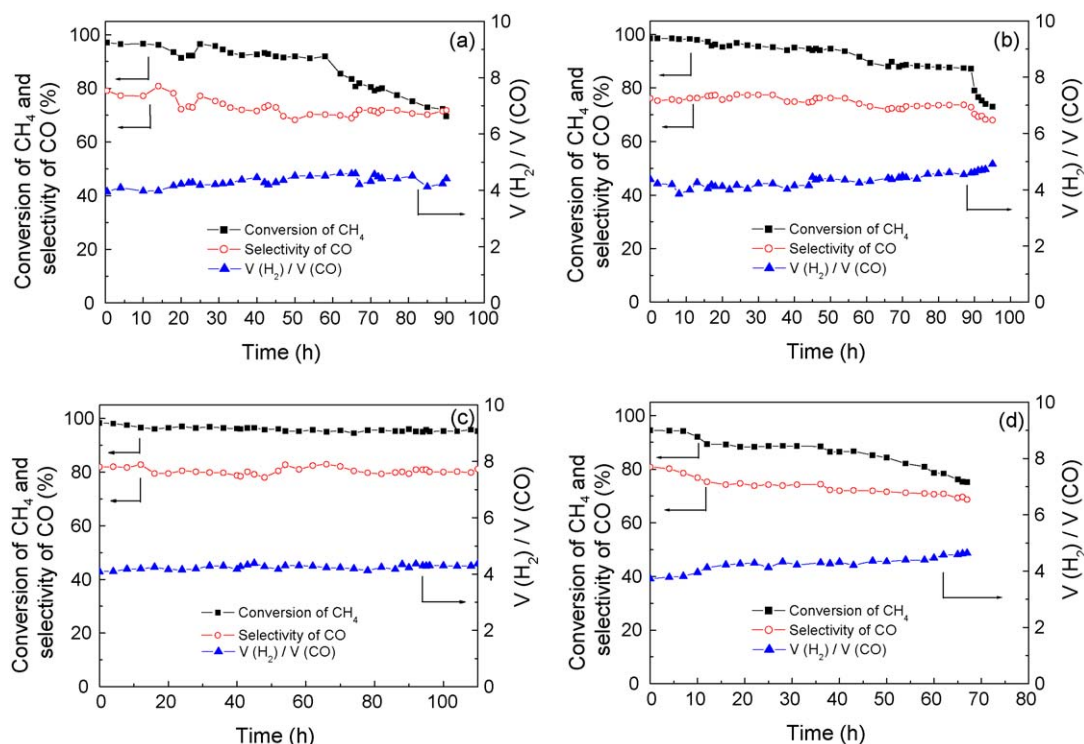 (a)
Conversion of CH4 and
selectivity of CO (%)
100
80
60
40
20
0
10
8
6
4
2
0
V (H2) / V (CO)
Conversion of CH4
Selectivity of CO
V (H2) / V (CO)
0 10 20 30 40 50 60 70 80 90 100
Time (h)
(b)
Conversion of CH4 and
selectivity of CO (%)
100
80
60
40
20
0
10
8
6
4
2
0
V (H2) / V (CO)
Conversion of CH4
Selectivity of CO
V (H2) / V (CO)
0 10 20 30 40 50 60 70 80 90 100
Time (h)
(c)
Conversion of CH4 and
selectivity of CO (%)
100
80
60
40
20
0
10
8
6
4
2
0
V (H2) / V (CO)
Conversion of CH4
Selectivity of CO
V (H2) / V (CO)
0 10 20 30 40 50 60 70 80 90 100 110
Time (h)
(d)
Conversion of CH4 and
selectivity of CO (%)
100
80
60
40
20
0
10
8
6
4
2
0
V (H2) / V (CO)
Conversion of CH4
Selectivity of CO
V (H2) / V (CO)
0 10 20 30 40 50 60 70 80
Time (h)